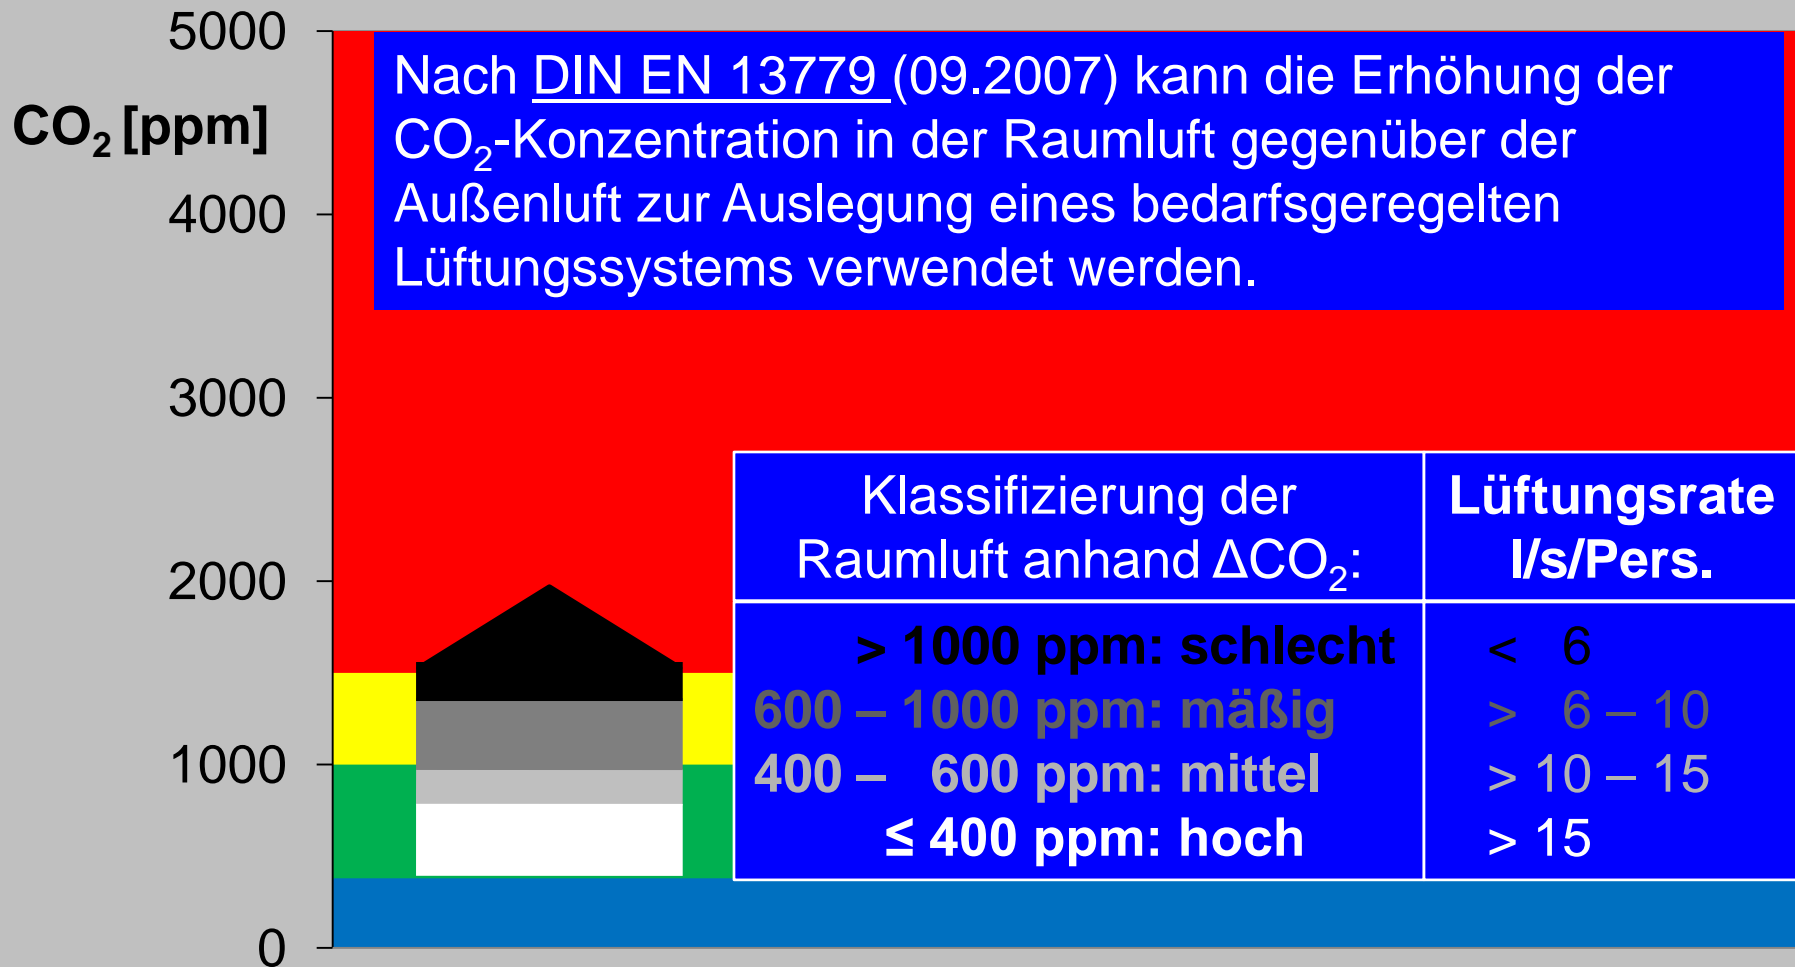 5000
CO₂ [ppm]
4000
3000
2000
1000
0
Nach DIN EN 13779 (09.2007) kann die Erhöhung der
CO₂-Konzentration in der Raumluft gegenüber der
Außenluft zur Auslegung eines bedarfsgeregelten
Lüftungssystems verwendet werden.
Klassifizierung der
Raumluft anhand ΔCO₂:
Lüftungsrate
l/s/Pers.
> 1000 ppm: schlecht < 6
600 – 1000 ppm: mäßig > 6 – 10
400 – 600 ppm: mittel > 10 – 15
≤ 400 ppm: hoch > 15